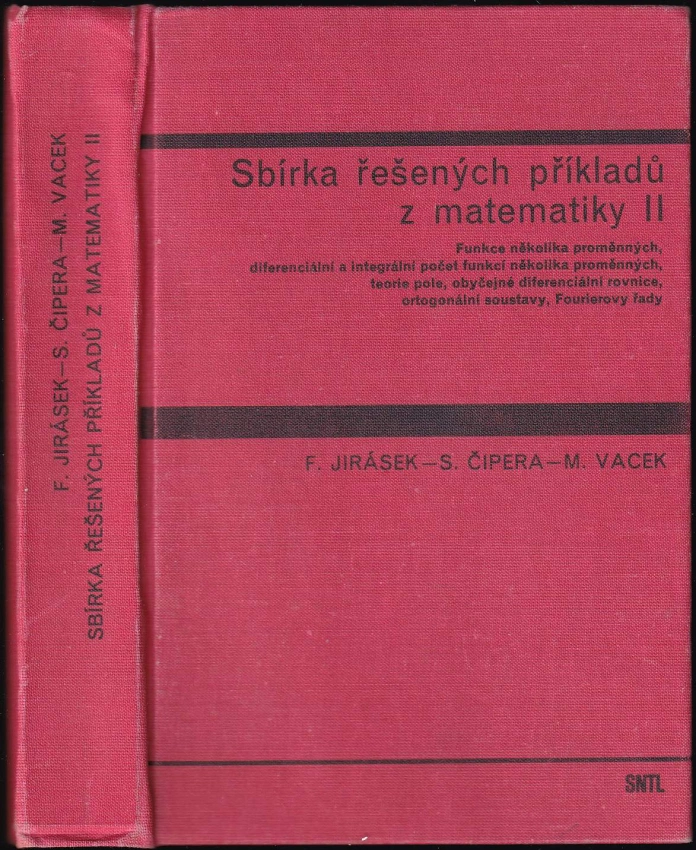 F. JIRÁSEK–S. ČIPERA–M. VACEK
SBÍRKA ŘEŠENÝCH PŘÍKLADŮ Z MATEMATIKY II
Sbírka řešených příkladů
z matematiky II
Funkce několika proměnných,
diferenciální a integrální počet funkcí několika proměnných,
teorie pole, obyčejné diferenciální rovnice,
ortogonální soustavy, Fourierovy řady
F. JIRÁSEK–S. ČIPERA–M. VACEK
SNTL